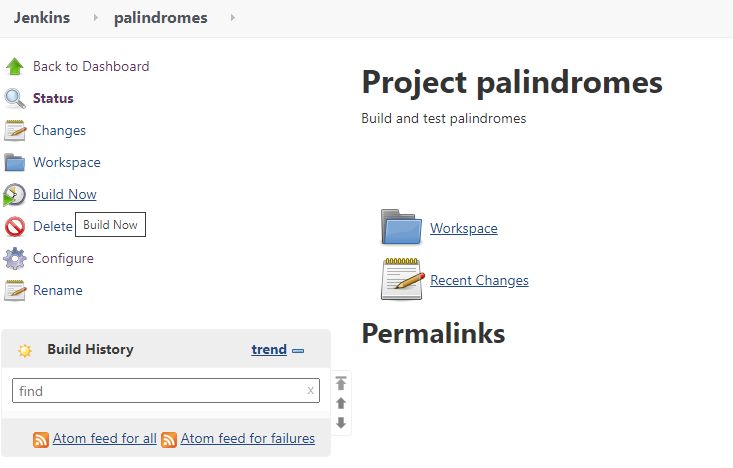 Jenkins palindromes
Back to Dashboard
Status
Changes
Workspace
Build Now
Delete
Build Now
Configure
Rename
Build History trend
find x
Atom feed for all Atom feed for failures
Project palindromes
Build and test palindromes
Workspace
Recent Changes
Permalinks